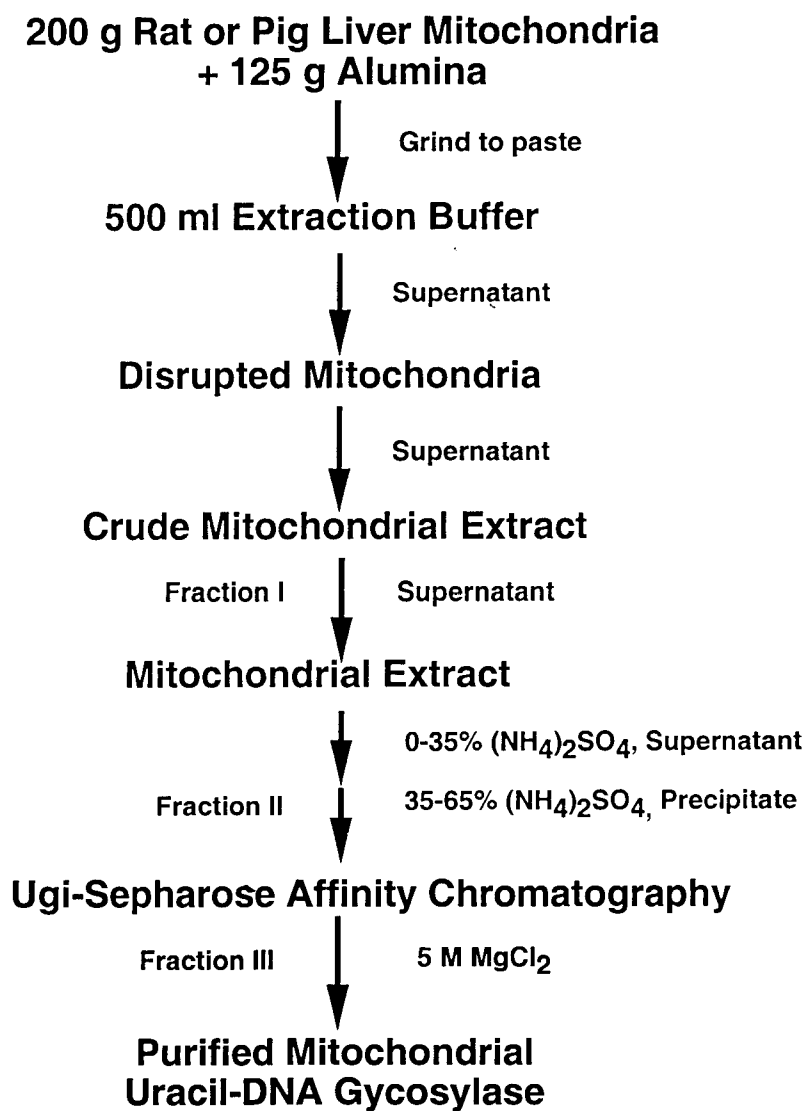 200 g Rat or Pig Liver Mitochondria
+ 125 g Alumina
Grind to paste
500 ml Extraction Buffer
Supernatant
Disrupted Mitochondria
Supernatant
Crude Mitochondrial Extract
Fraction I Supernatant
Mitochondrial Extract
0-35% (NH4)2SO4, Supernatant
Fraction II 35-65% (NH4)2SO4, Precipitate
Ugi-Sepharose Affinity Chromatography
Fraction III 5 M MgCl2
Purified Mitochondrial
Uracil-DNA Gycosylase